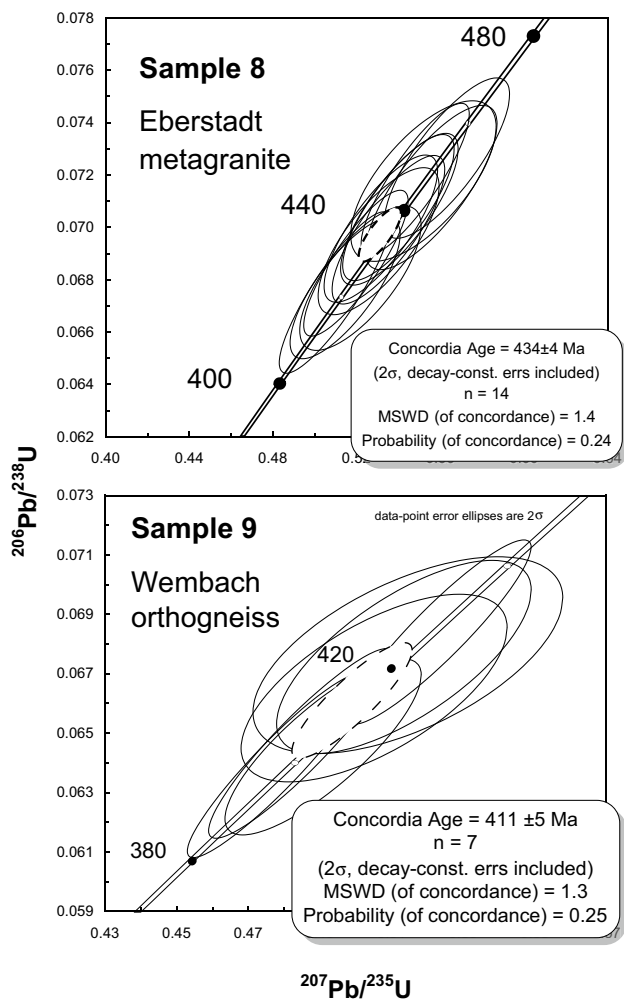 0.078
480
0.076
Sample 8
0.074
Eberstadt
metagranite
0.072
440
0.070
0.068
0.066
Concordia Age = 434±4 Ma
400
(2σ, decay-const. errs included)
0.064
n = 14
MSWD (of concordance) = 1.4
0.062
Probability (of concordance) = 0.24
0.40
0.44
0.48
206Pb/238U
0.073
Sample 9
data-point error ellipses are 2σ
0.071
Wembach
orthogneiss
0.069
420
0.067
0.065
0.063
Concordia Age = 411 ±5 Ma
380
n = 7
0.061
(2σ, decay-const. errs included)
MSWD (of concordance) = 1.3
0.059
Probability (of concordance) = 0.25
0.43
0.45
0.47
207Pb/235U